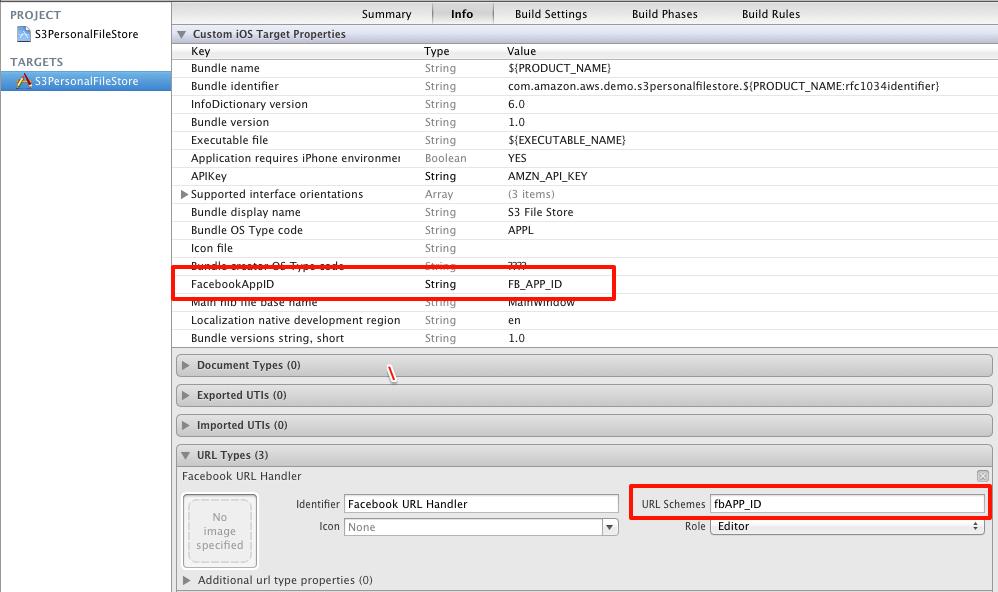 PROJECT
S3PersonalFileStore
TARGETS
S3PersonalFileStore
Summary Info Build Settings Build Phases Build Rules
Custom iOS Target Properties
Key Type Value
Bundle name String ${PRODUCT_NAME}
Bundle identifier String com.amazon.aws.demo.s3personalfilestore.${PRODUCT_NAME:rfc1034identifier}
InfoDictionary version String 6.0
Bundle version String 1.0
Executable file String ${EXECUTABLE_NAME}
Application requires iPhone environmer Boolean YES
APIKey String AMZN_API_KEY
Supported interface orientations Array (3 items)
Bundle display name String S3 File Store
Bundle OS Type code String APPL
Icon file String
Bundle creator OS Type code String ????
FacebookAppID String FB_APP_ID
Main nib file base name String MainWindow
Localization native development region String en
Bundle versions string, short String 1.0
Document Types (0)
Exported UTIs (0)
Imported UTIs (0)
URL Types (3)
Facebook URL Handler
No image specified
Identifier Facebook URL Handler URL Schemes fbAPP_ID
Icon None Role Editor
Additional url type properties (0)